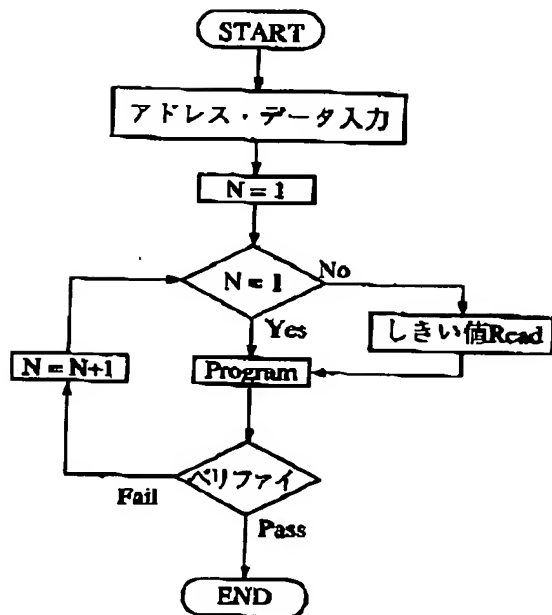 START
アドレス・データ入力
N = 1
N = 1
No
Yes
しきい値Read
N = N+1
Program
ベリファイ
Fail
Pass
END